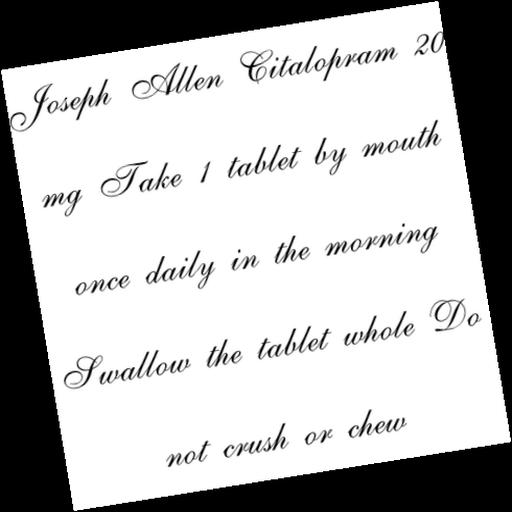 Joseph Allen Citalopram 20
mg Take 1 tablet by mouth
once daily in the morning
Swallow the tablet whole Do
not crush or chew